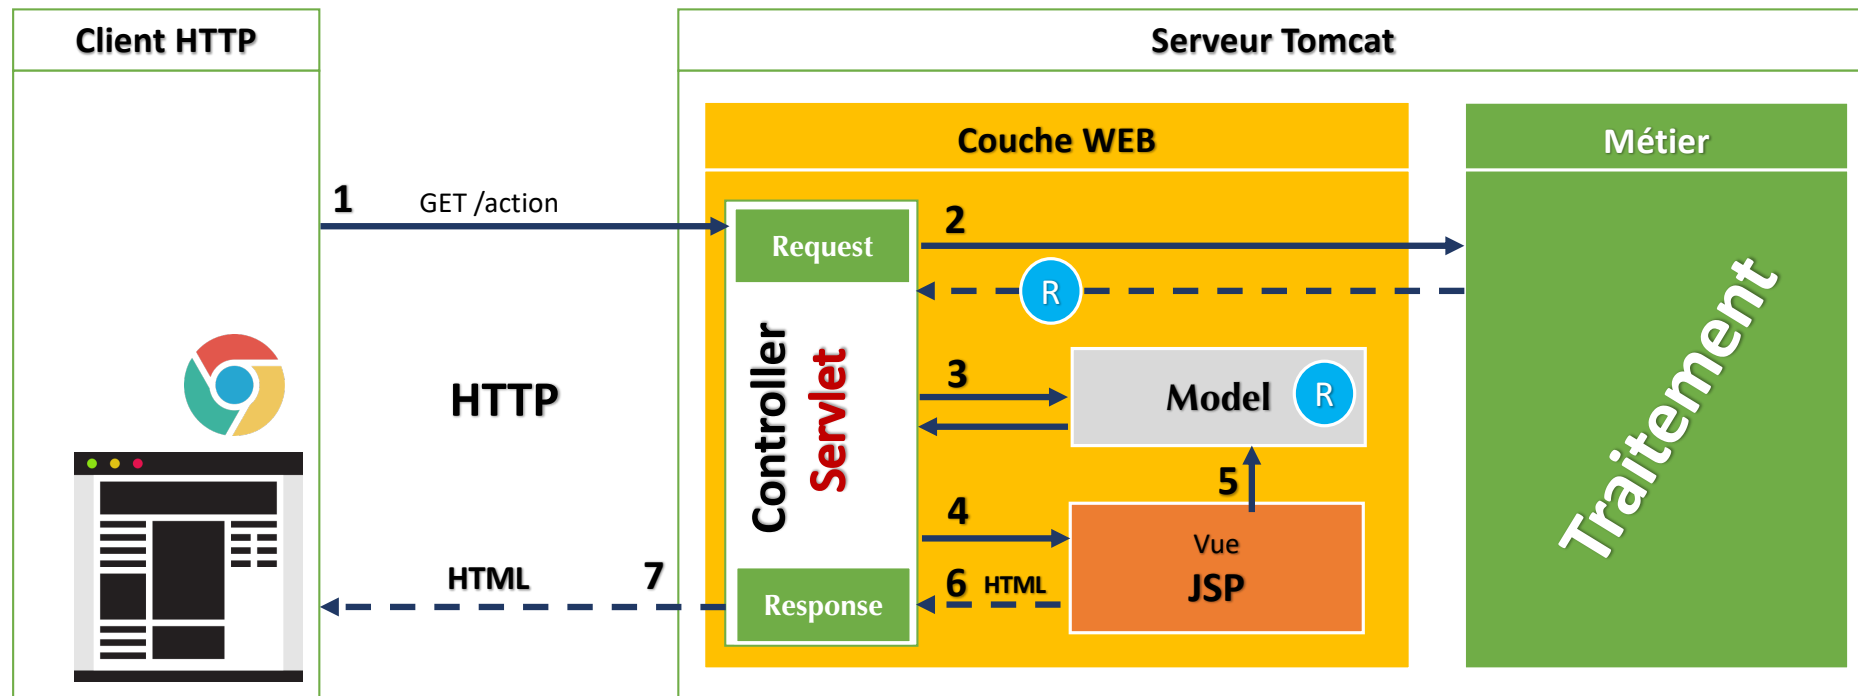 Client HTTP
Serveur Tomcat
Couche WEB
Métier
1
GET /action
Request
2
R
HTTP
Controller
Servlet
3
Model
R
Traitement
5
4
Vue
JSP
HTML
7
Response
6
HTML